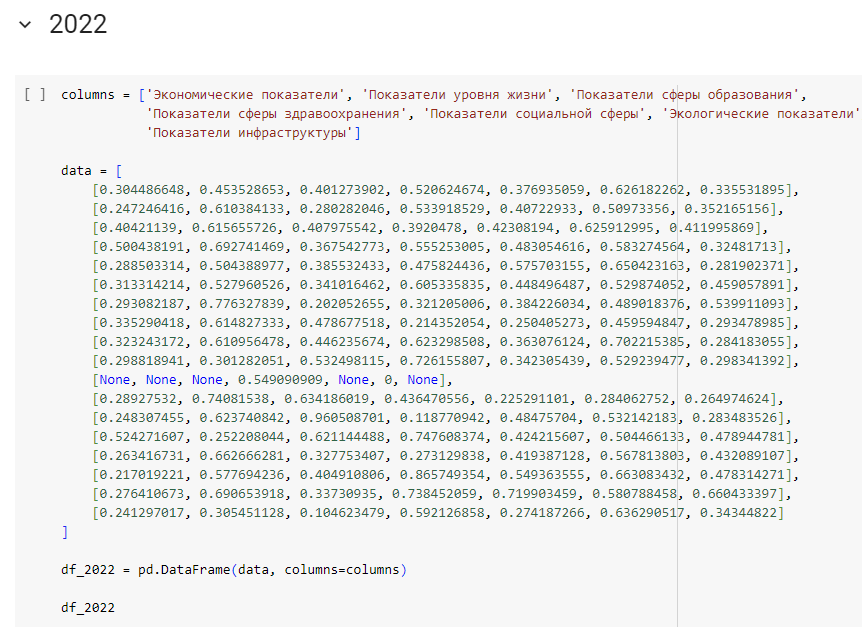 2022
[ ] columns = ['Экономические показатели', 'Показатели уровня жизни', 'Показатели сферы образования',
'Показатели сферы здравоохранения', 'Показатели социальной сферы', 'Экологические показатели'
'Показатели инфраструктуры']
data = [
[0.304486648, 0.453528653, 0.401273902, 0.520624674, 0.376935059, 0.626182262, 0.335531895],
[0.247246416, 0.610384133, 0.280282046, 0.533918529, 0.40722933, 0.50973356, 0.352165156],
[0.40421139, 0.615655726, 0.407975542, 0.3920478, 0.42308194, 0.625912995, 0.411995869],
[0.500438191, 0.692741469, 0.367542773, 0.555253005, 0.483054616, 0.583274564, 0.32481713],
[0.288503314, 0.504388977, 0.385532433, 0.475824436, 0.575703155, 0.650423163, 0.281902371],
[0.313314214, 0.527960526, 0.341016462, 0.605335835, 0.448496487, 0.529874052, 0.459057891],
[0.293082187, 0.776327839, 0.202052655, 0.321205006, 0.384226034, 0.489018376, 0.539911093],
[0.335290418, 0.614827333, 0.478677518, 0.214352054, 0.250405273, 0.459594847, 0.293478985],
[0.323243172, 0.610956478, 0.446235674, 0.623298508, 0.363076124, 0.702215385, 0.284183055],
[0.298818941, 0.301282051, 0.532498115, 0.726155807, 0.342305439, 0.529239477, 0.298341392],
[None, None, None, 0.549090909, None, 0, None],
[0.28927532, 0.74081538, 0.634186019, 0.436470556, 0.225291101, 0.284062752, 0.264974624],
[0.248307455, 0.623740842, 0.960508701, 0.118770942, 0.48475704, 0.532142183, 0.283483526],
[0.524271607, 0.252208044, 0.621144488, 0.747608374, 0.424215607, 0.504466133, 0.478944781],
[0.263416731, 0.662666281, 0.327753407, 0.273129838, 0.419387128, 0.567813803, 0.432089107],
[0.217019221, 0.577694236, 0.404910806, 0.865749354, 0.549363555, 0.663083432, 0.478314271],
[0.276410673, 0.690653918, 0.33730935, 0.738452059, 0.719903459, 0.580788458, 0.660433397],
[0.241297017, 0.305451128, 0.104623479, 0.592126858, 0.274187266, 0.636290517, 0.34344822]
]
df_2022 = pd.DataFrame(data, columns=columns)
df_2022